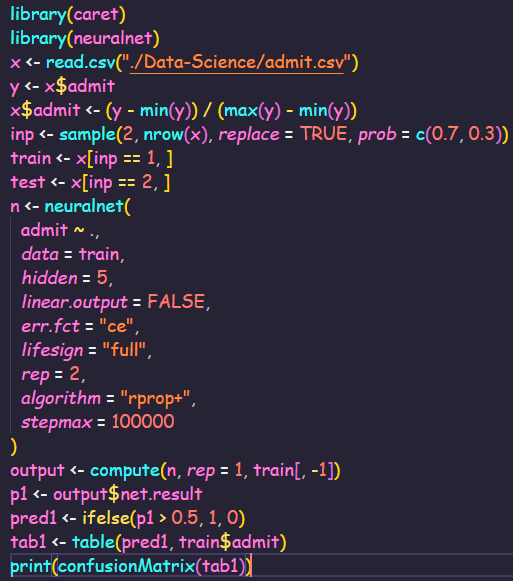 library(caret)
library(neuralnet)
x <- read.csv("./Data-Science/admit.csv")
y <- x$admit
x$admit <- (y - min(y)) / (max(y) - min(y))
inp <- sample(2, nrow(x), replace = TRUE, prob = c(0.7, 0.3))
train <- x[inp == 1, ]
test <- x[inp == 2, ]
n <- neuralnet(
  admit ~ .,
  data = train,
  hidden = 5,
  linear.output = FALSE,
  err.fct = "ce",
  lifesign = "full",
  rep = 2,
  algorithm = "rprop+",
  stepmax = 100000
)
output <- compute(n, rep = 1, train[, -1])
p1 <- output$net.result
pred1 <- ifelse(p1 > 0.5, 1, 0)
tab1 <- table(pred1, train$admit)
print(confusionMatrix(tab1))